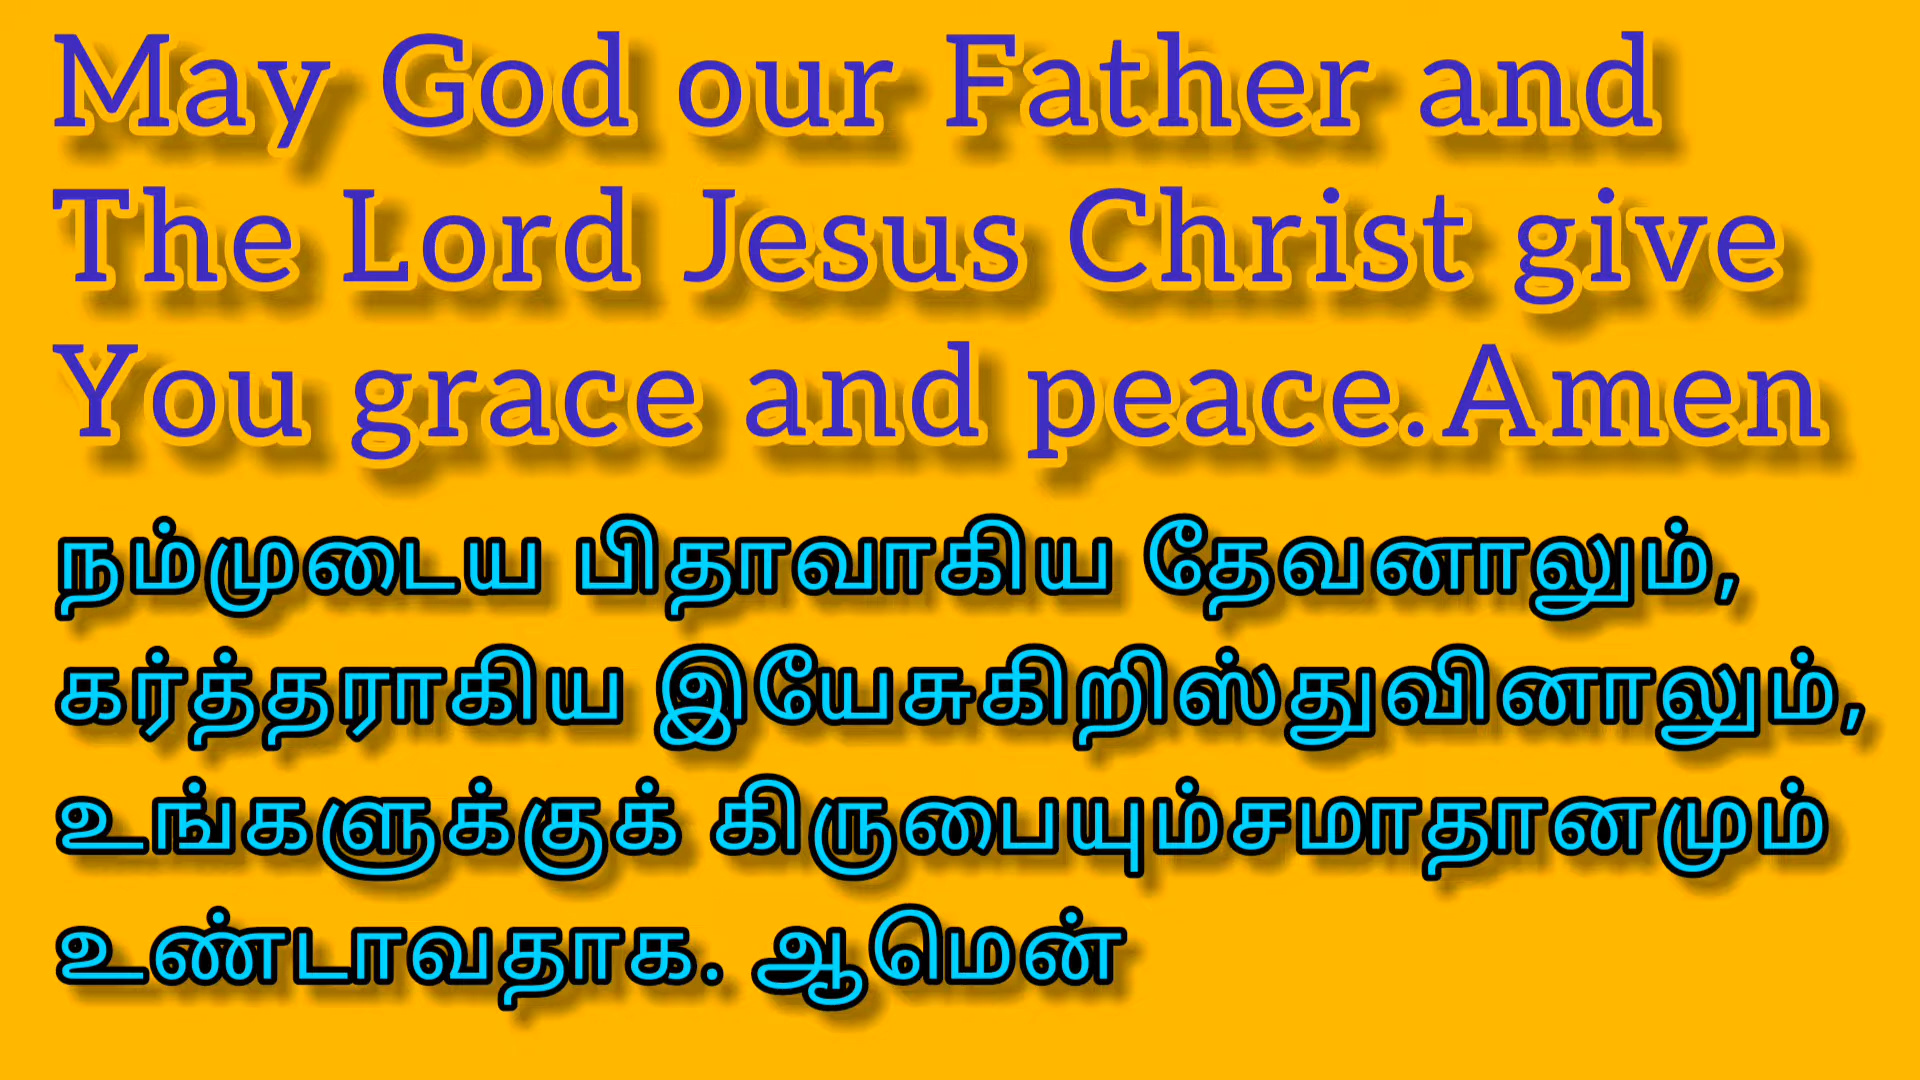 May God our Father and
The Lord Jesus Christ give
You grace and peace.Amen
நம்முடைய பிதாவாகிய தேவனாலும்,
கர்த்தராகிய இயேசுகிறிஸ்துவினாலும்,
உங்களுக்குக் கிருபையும்சமாதானமும்
உண்டாவதாக. ஆமென்